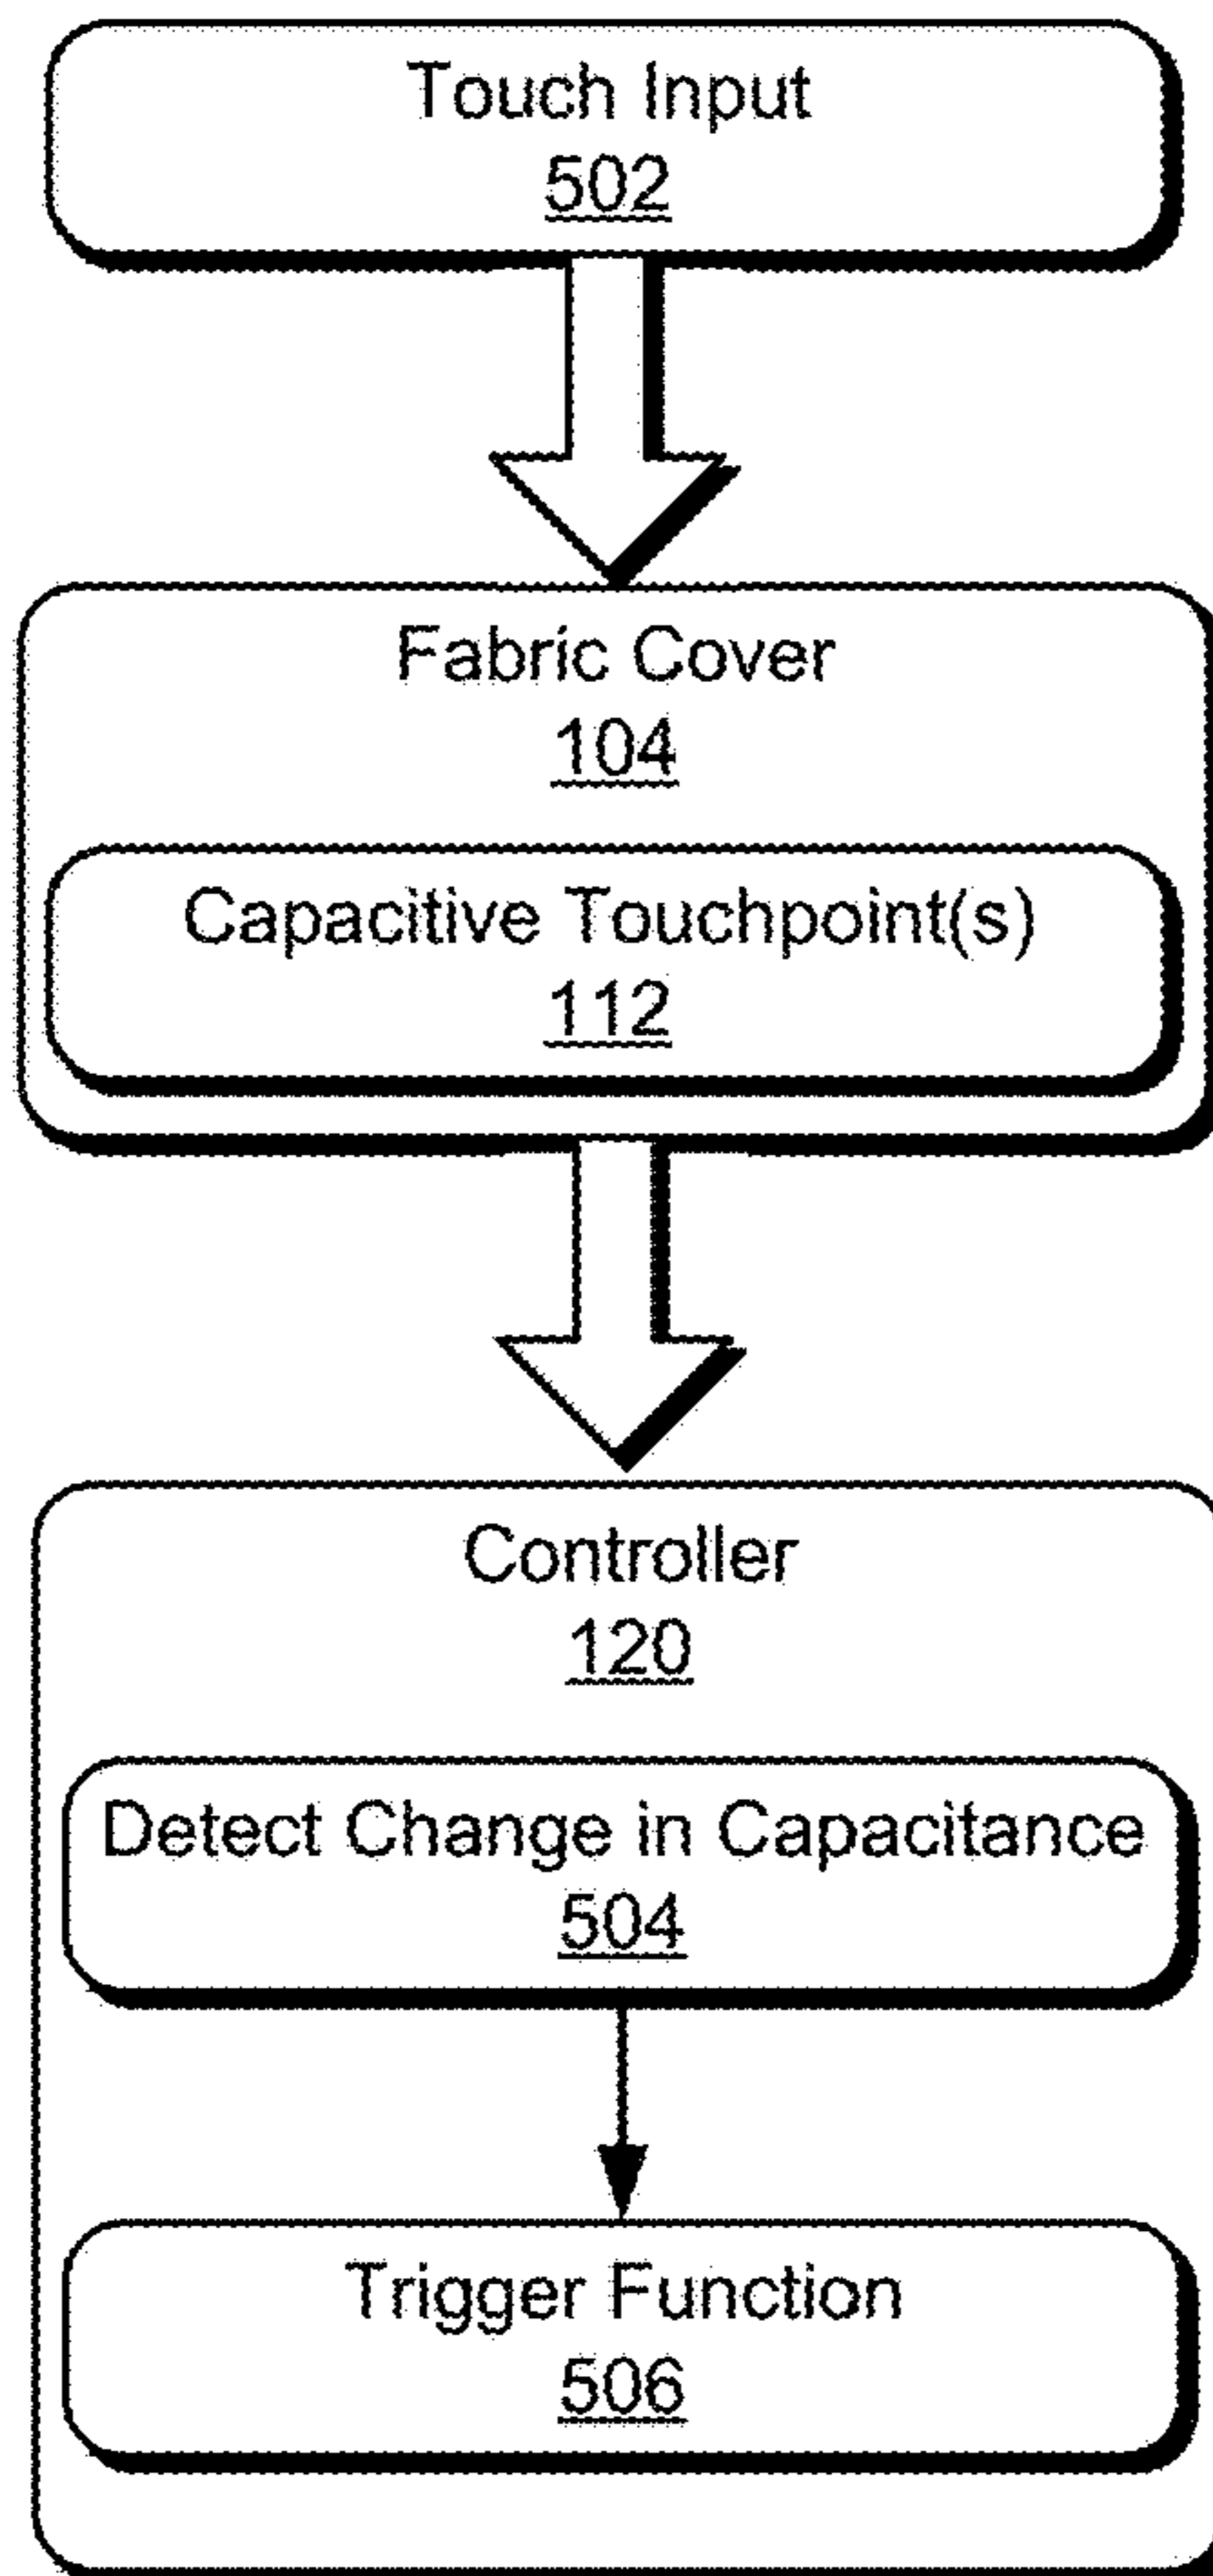 Touch Input
502
Fabric Cover
104
Capacitive Touchpoint(s)
112
Controller
120
Detect Change in Capacitance
504
Trigger Function
506